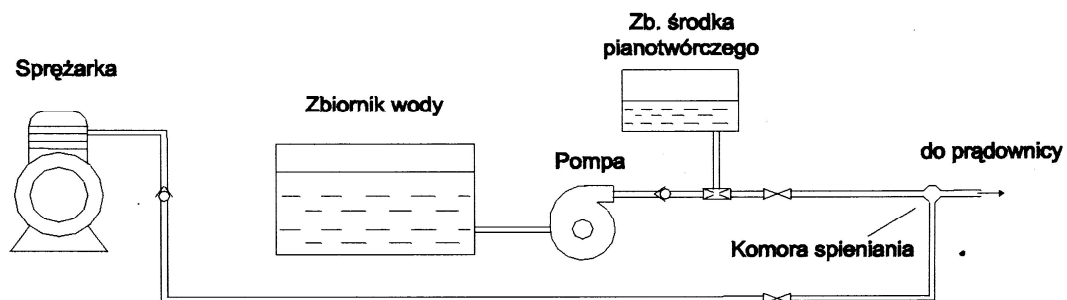 Zb. środka
pianotwórczego
Sprężarka
Zbiornik wody
Pompa
do prądownicy
Komora spieniania